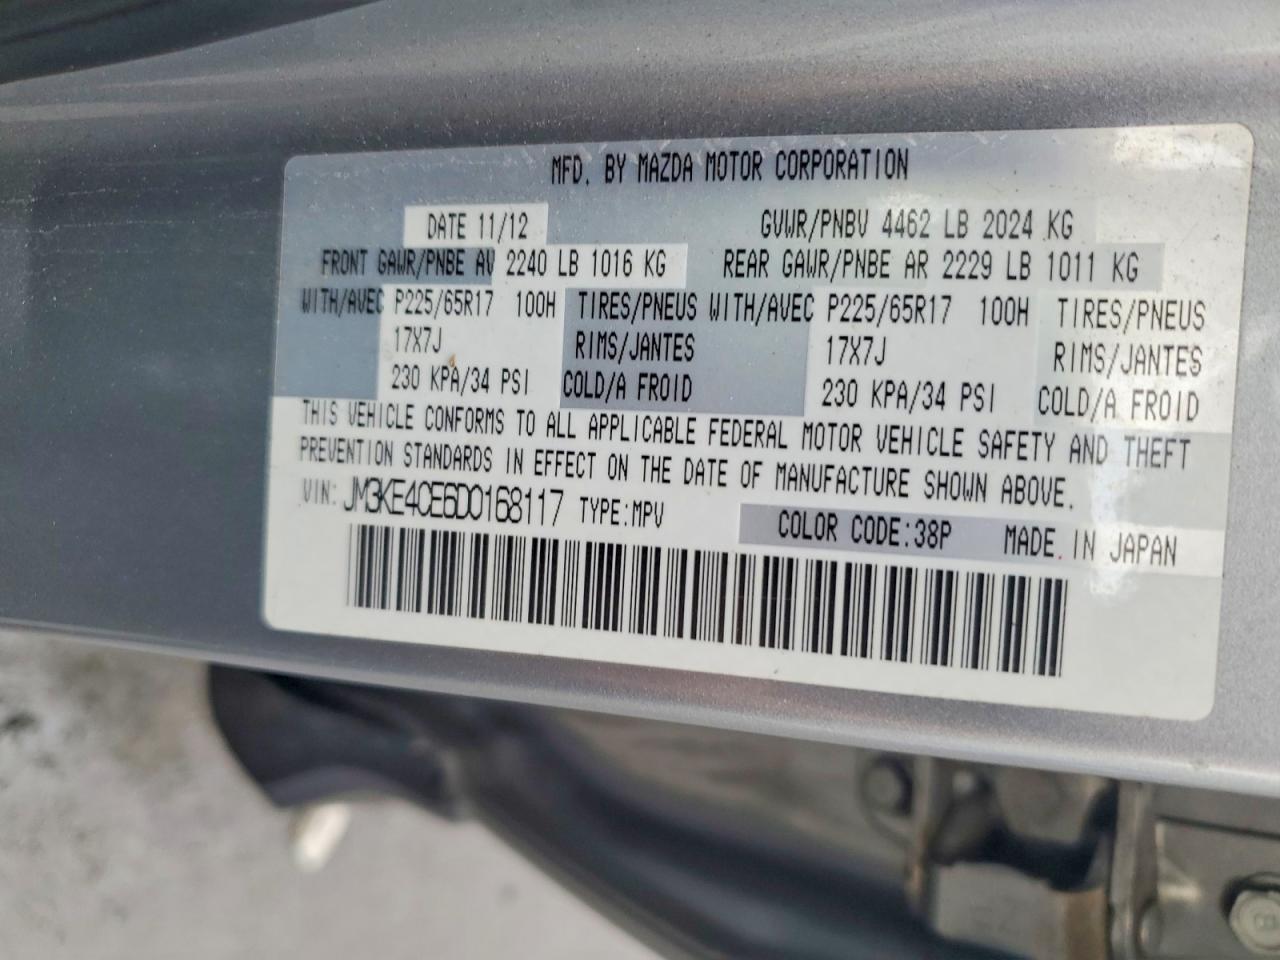 MFD. BY MAZDA MOTOR CORPORATION
DATE 11/12 GVWR/PNBV 4462 LB 2024 KG
FRONT GAWR/PNBE AV 2240 LB 1016 KG REAR GAWR/PNBE AR 2229 LB 1011 KG
WITH/AVEC P225/65R17 100H TIRES/PNEUS WITH/AVEC P225/65R17 100H TIRES/PNEUS
17X7J RIMS/JANTES 17X7J RIMS/JANTES
230 KPA/34 PSI COLD/A FROID 230 KPA/34 PSI COLD/A FROID
THIS VEHICLE CONFORMS TO ALL APPLICABLE FEDERAL MOTOR VEHICLE SAFETY AND THEFT
PREVENTION STANDARDS IN EFFECT ON THE DATE OF MANUFACTURE SHOWN ABOVE.
VIN: JM3KE4CE6D0168117 TYPE:MPV COLOR CODE:38P MADE IN JAPAN